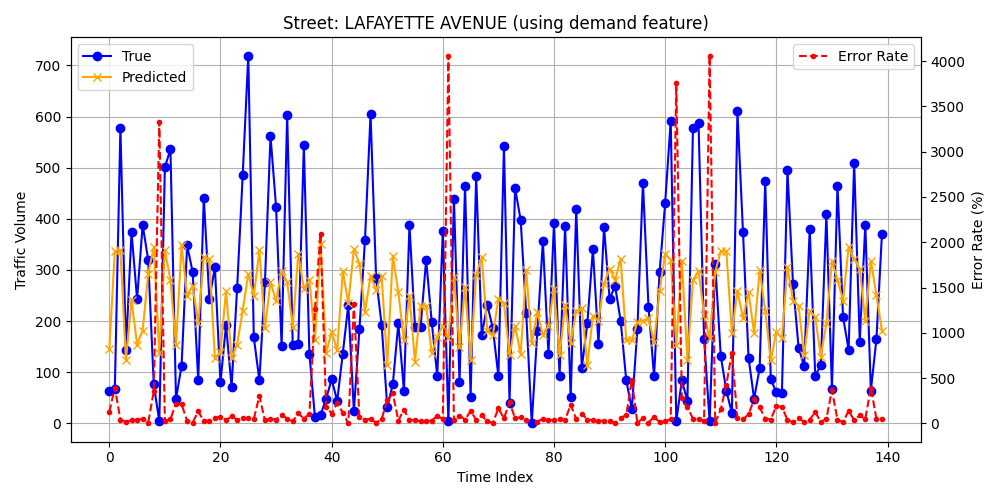 Street: LAFAYETTE AVENUE (using demand feature)
True
Predicted
Error Rate
Traffic Volume
700
600
500
400
300
200
100
0
4000
3500
3000
2500
2000
1500
1000
500
0
Error Rate (%)
0 20 40 60 80 100 120 140
Time Index